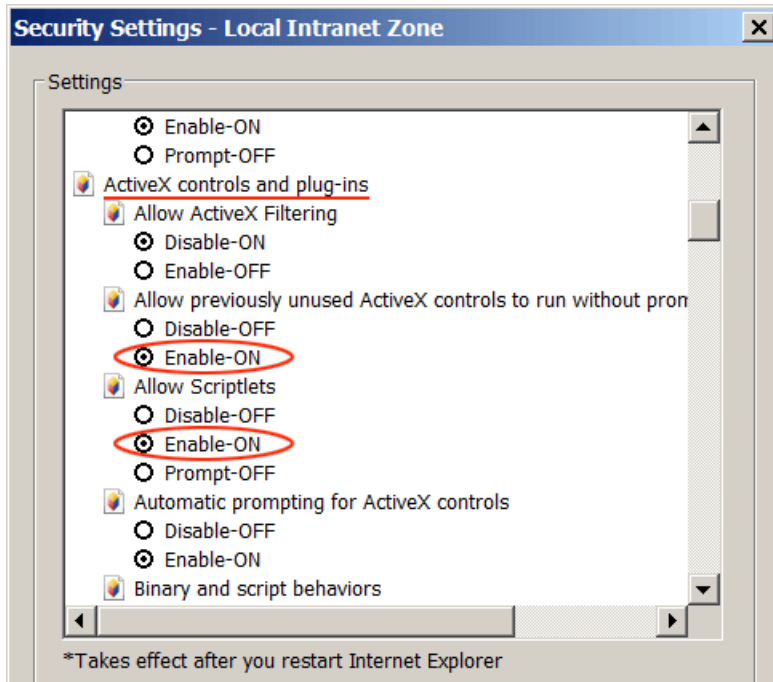 Security Settings - Local Intranet Zone
Settings
Enable-ON
Prompt-OFF
ActiveX controls and plug-ins
Allow ActiveX Filtering
Disable-ON
Enable-OFF
Allow previously unused ActiveX controls to run without pron
Disable-OFF
Enable-ON
Allow Scriptlets
Disable-OFF
Enable-ON
Prompt-OFF
Automatic prompting for ActiveX controls
Disable-OFF
Enable-ON
Binary and script behaviors
*Takes effect after you restart Internet Explorer